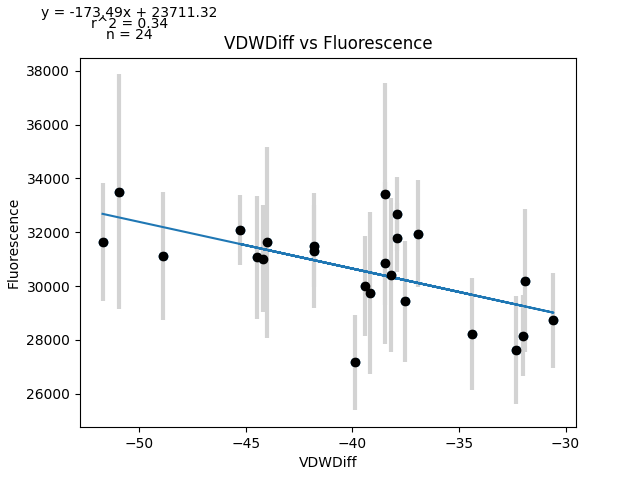 y = -173.49x + 23711.32
r^2 = 0.34
n = 24
VDWDiff vs Fluorescence
38000
36000
34000
32000
30000
28000
26000
Fluorescence
−50
−45
−40
−35
−30
VDWDiff